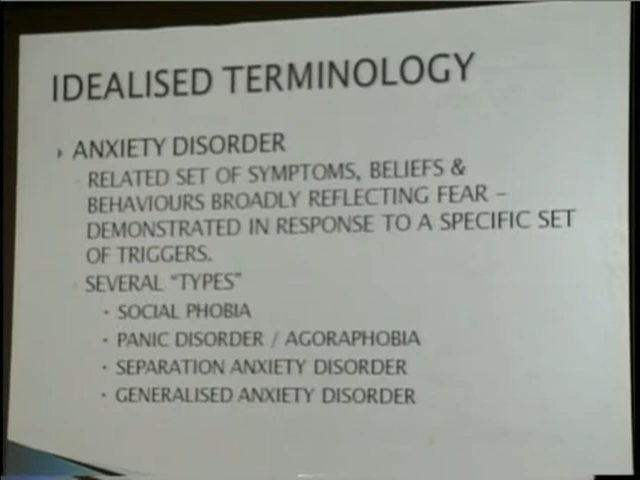 IDEALISED TERMINOLOGY
ANXIETY DISORDER
RELATED SET OF SYMPTOMS, BELIEFS &
BEHAVIOURS BROADLY REFLECTING FEAR –
DEMONSTRATED IN RESPONSE TO A SPECIFIC SET
OF TRIGGERS.
SEVERAL "TYPES"
• SOCIAL PHOBIA
• PANIC DISORDER / AGORAPHOBIA
• SEPARATION ANXIETY DISORDER
• GENERALISED ANXIETY DISORDER